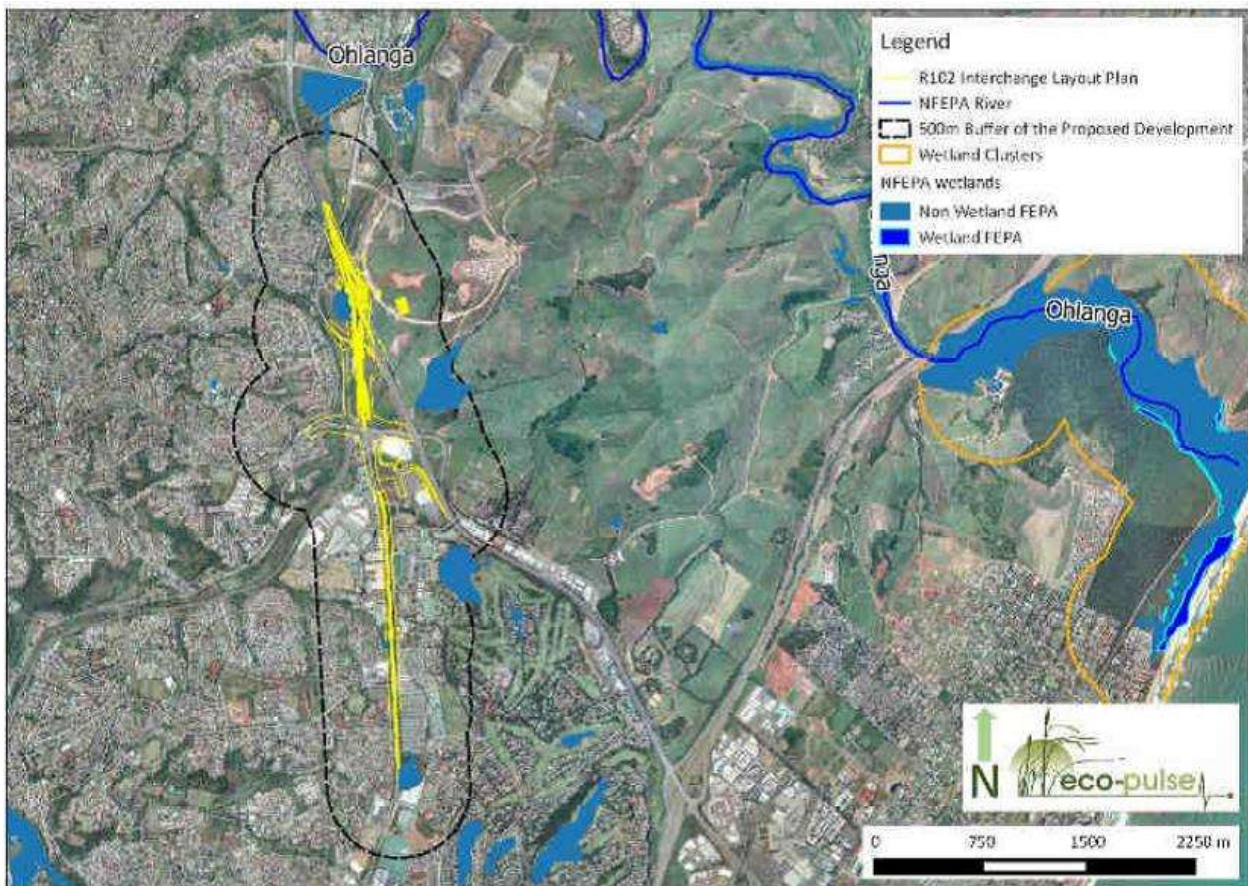 Ohlanga
Legend
R102 Interchange Layout Plan
NFEPA River
500m Buffer of the Proposed Development
Wetland Clusters
NFEPA wetlands
Non Wetland FEPA
Wetland FEPA
nga
Ohlanga
N
eco-pulse
0 750 1500 2250 m